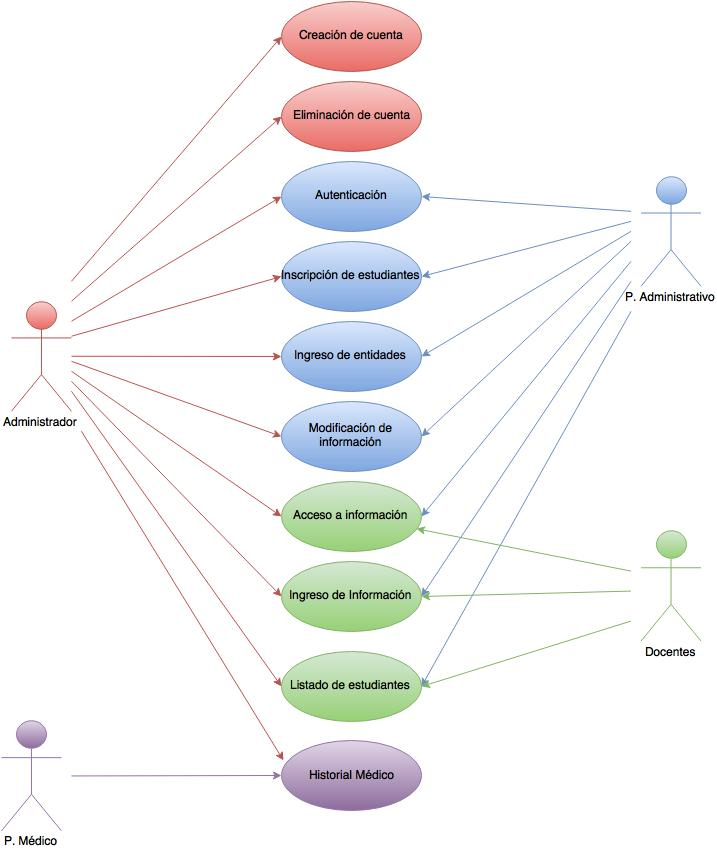 Creación de cuenta
Eliminación de cuenta
Autenticación
Inscripción de estudiantes
P. Administrativo
Ingreso de entidades
Administrador
Modificación de
información
Acceso a información
Ingreso de Información
Docentes
Listado de estudiantes
Historial Médico
P. Médico